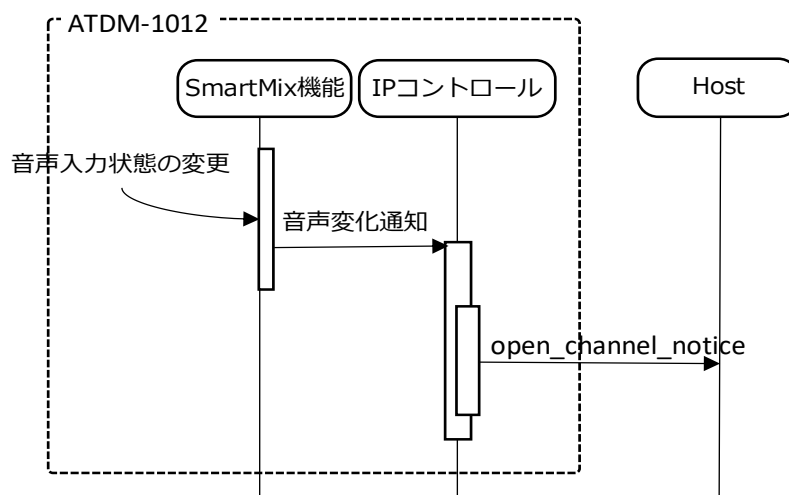 ATDM-1012
SmartMix機能
IPコントロール
Host
音声入力状態の変更
音声変化通知
open_channel_notice